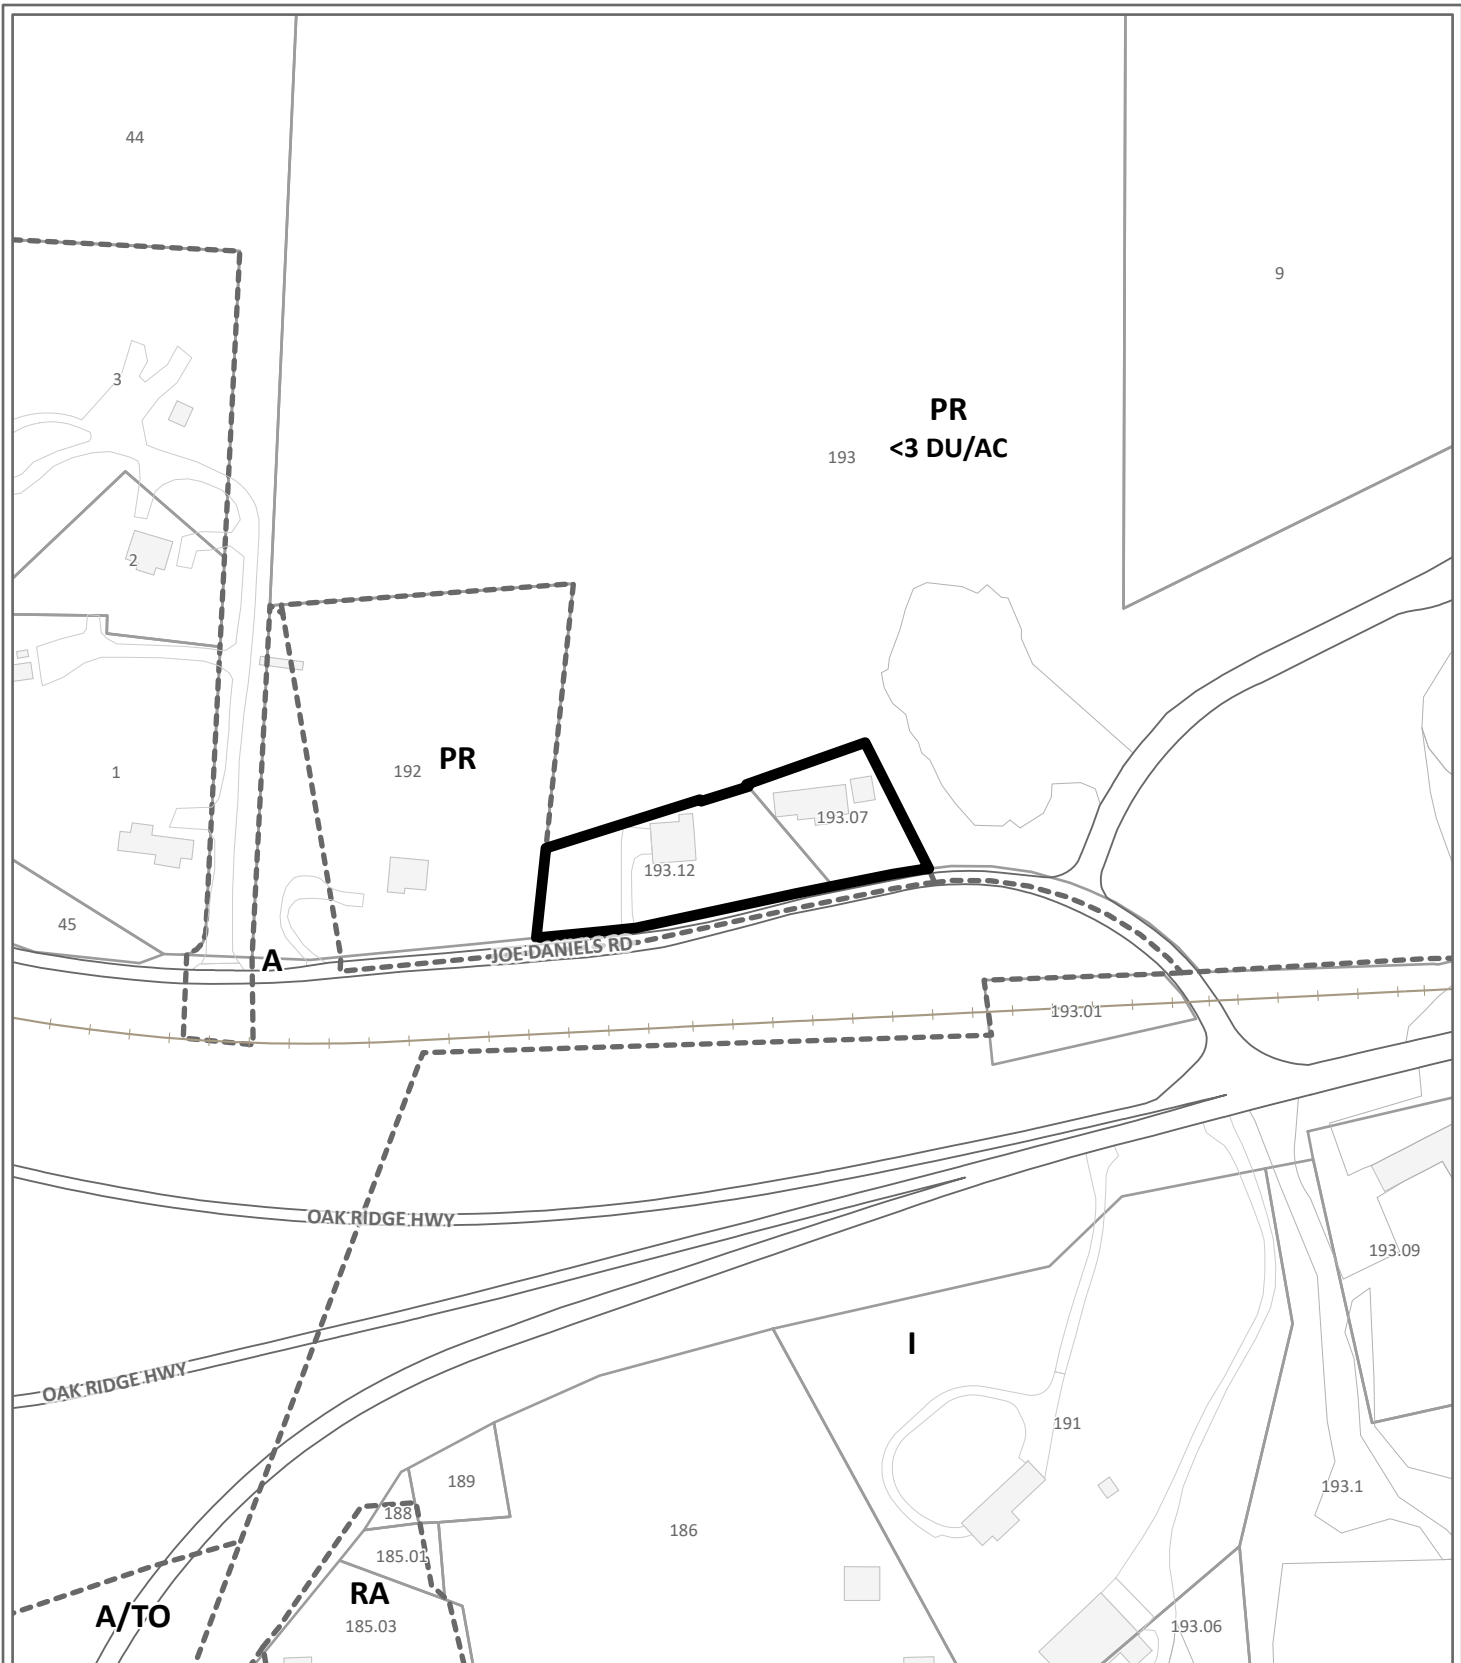 44
9
3
PR
<3 DU/AC
193
2
PR
192
1
193.07
193.12
45
JOE DANIELS RD
A
193.01
OAK RIDGE HWY
193.09
I
OAK RIDGE HWY
191
189
193.1
188
186
185.01
RA
A/TO
185.03
193.06